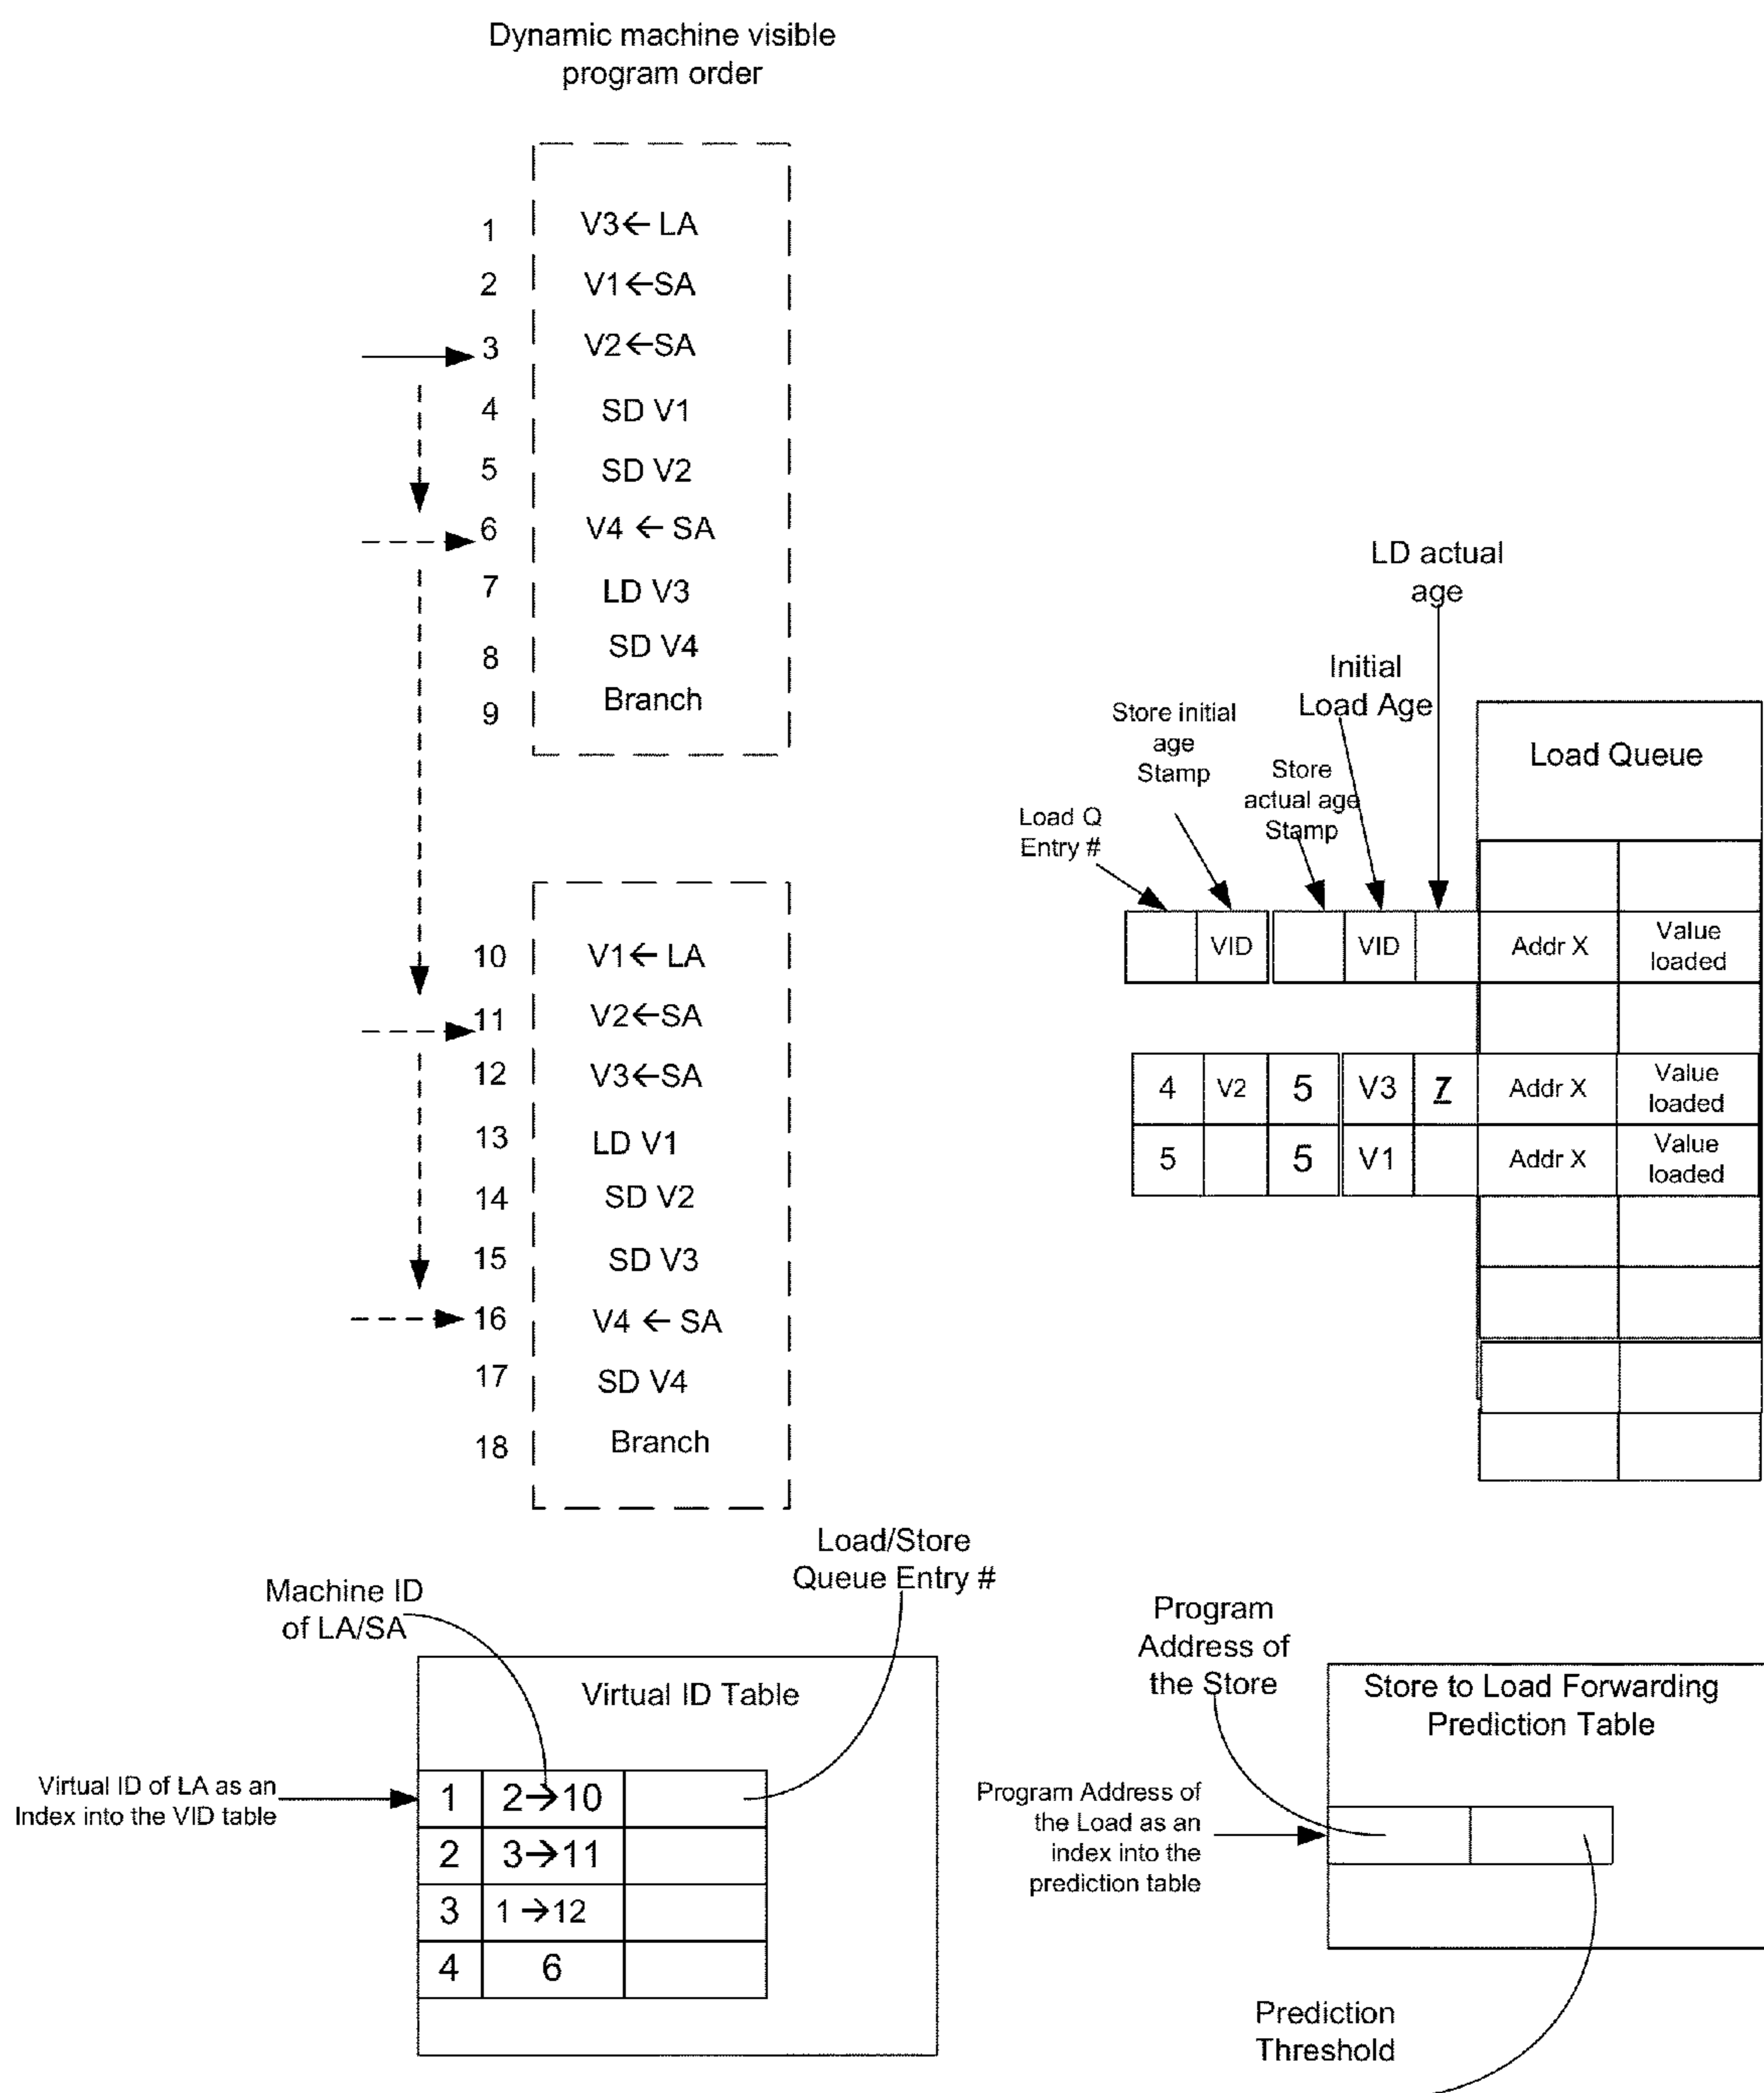 Dynamic machine visible
program order
1 V3← LA
2 V1←SA
3 V2←SA
4 SD V1
5 SD V2
6 V4 ← SA
7 LD V3
8 SD V4
9 Branch
10 V1← LA
11 V2←SA
12 V3←SA
13 LD V1
14 SD V2
15 SD V3
16 V4 ← SA
17 SD V4
18 Branch
LD actual
age
Initial
Load Age
Store initial
age
Stamp
Store
actual age
Stamp
Load Q
Entry #
Load Queue
VID VID Addr X Value
loaded
4 V2 5 V3 7 Addr X Value
loaded
5 5 V1 Addr X Value
loaded
Load/Store
Queue Entry #
Machine ID
of LA/SA
Virtual ID Table
Virtual ID of LA as an
Index into the VID table
1 2→10
2 3→11
3 1→12
4 6
Program
Address of
the Store
Store to Load Forwarding
Prediction Table
Program Address of
the Load as an
index into the
prediction table
Prediction
Threshold